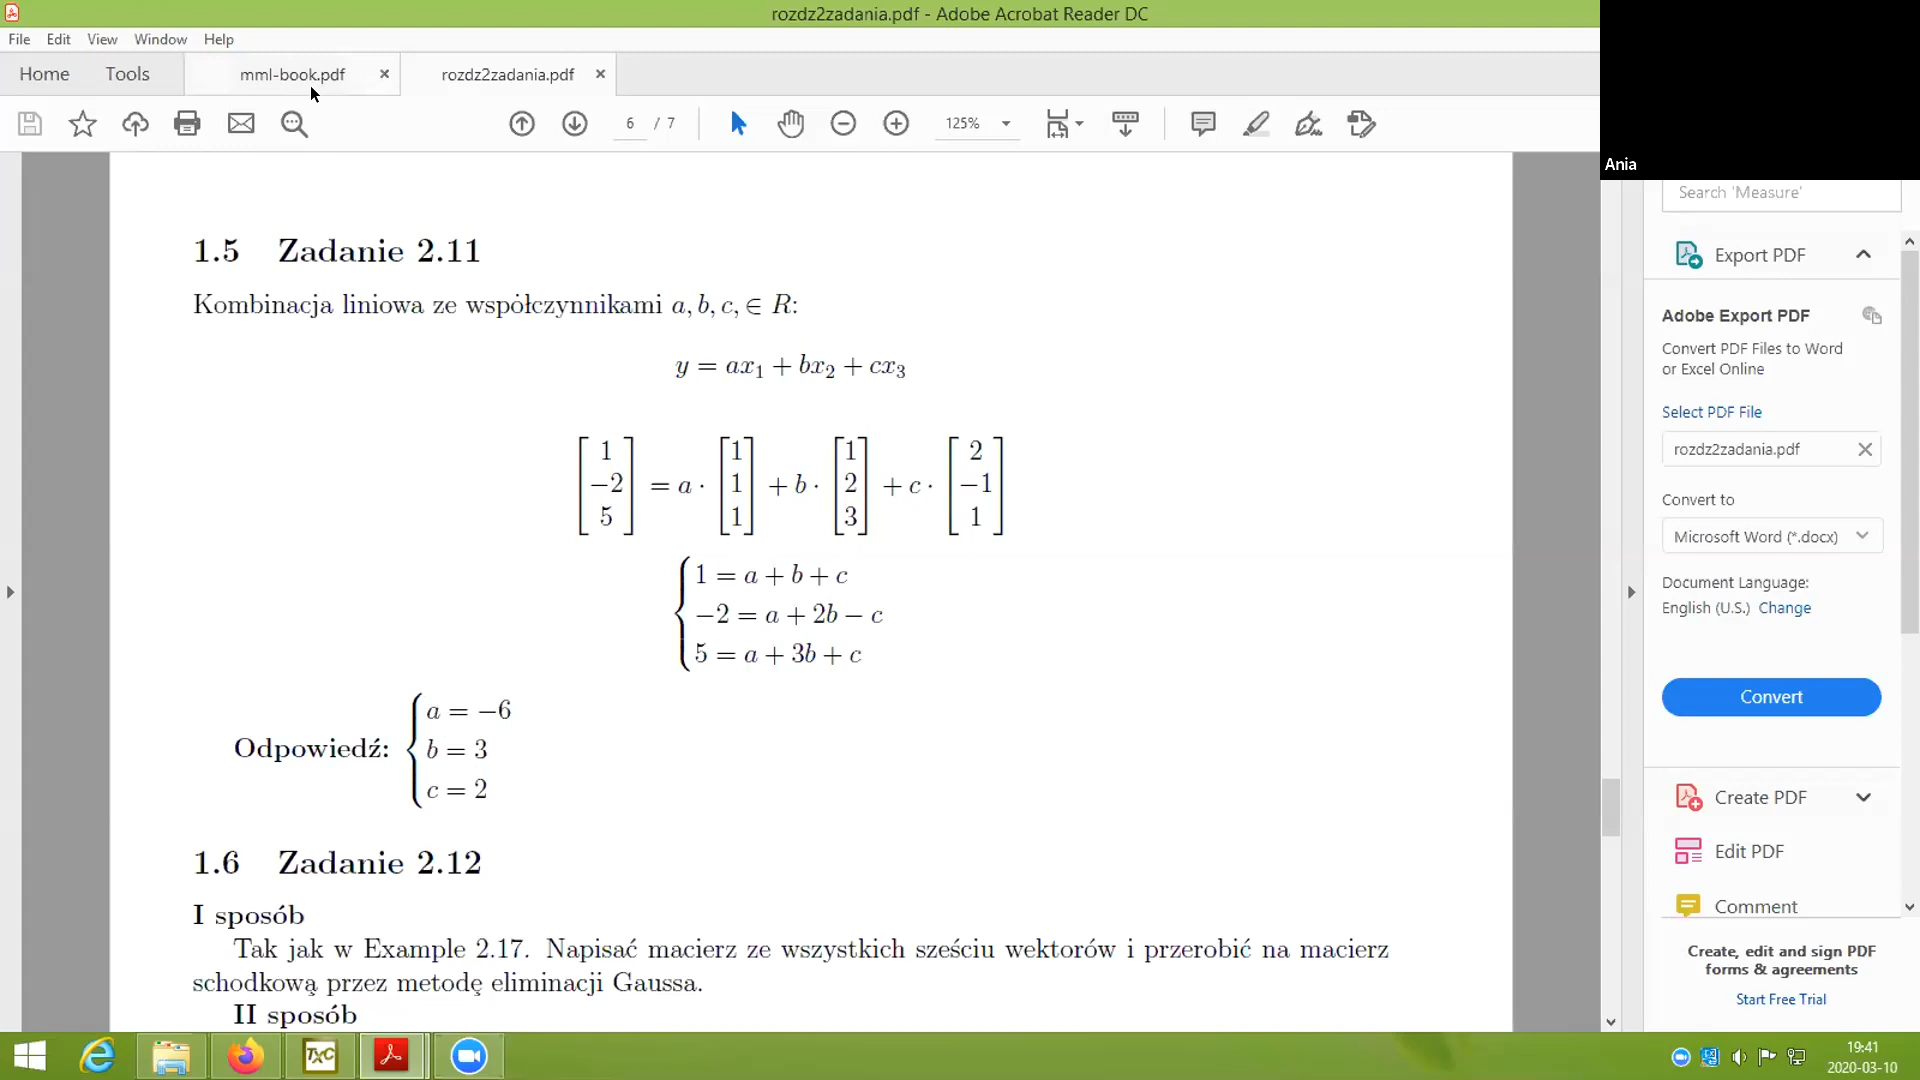 rozdz2zadania.pdf - Adobe Acrobat Reader DC
File Edit View Window Help
Home Tools mml-book.pdf × rozdz2zadania.pdf ×
6 / 7 125%
Ania
1.5 Zadanie 2.11
Kombinacja liniowa ze współczynnikami a, b, c, ∈ R:
y = ax₁ + bx₂ + cx₃
[1 −2 5] = a · [1 1 1] + b · [1 2 3] + c · [2 −1 1]
1 = a + b + c
−2 = a + 2b − c
5 = a + 3b + c
Odpowiedź: { a = −6
b = 3
c = 2
1.6 Zadanie 2.12
I sposób
Tak jak w Example 2.17. Napisać macierz ze wszystkich sześciu wektorów i przerobić na macierz
schodkową przez metodę eliminacji Gaussa.
II sposób
Search 'Measure'
Export PDF
Adobe Export PDF
Convert PDF Files to Word
or Excel Online
Select PDF File
rozdz2zadania.pdf
Convert to
Microsoft Word (*.docx)
Document Language:
English (U.S.) Change
Convert
Create PDF
Edit PDF
Comment
Create, edit and sign PDF
forms & agreements
Start Free Trial
TXC
19:41
2020-03-10